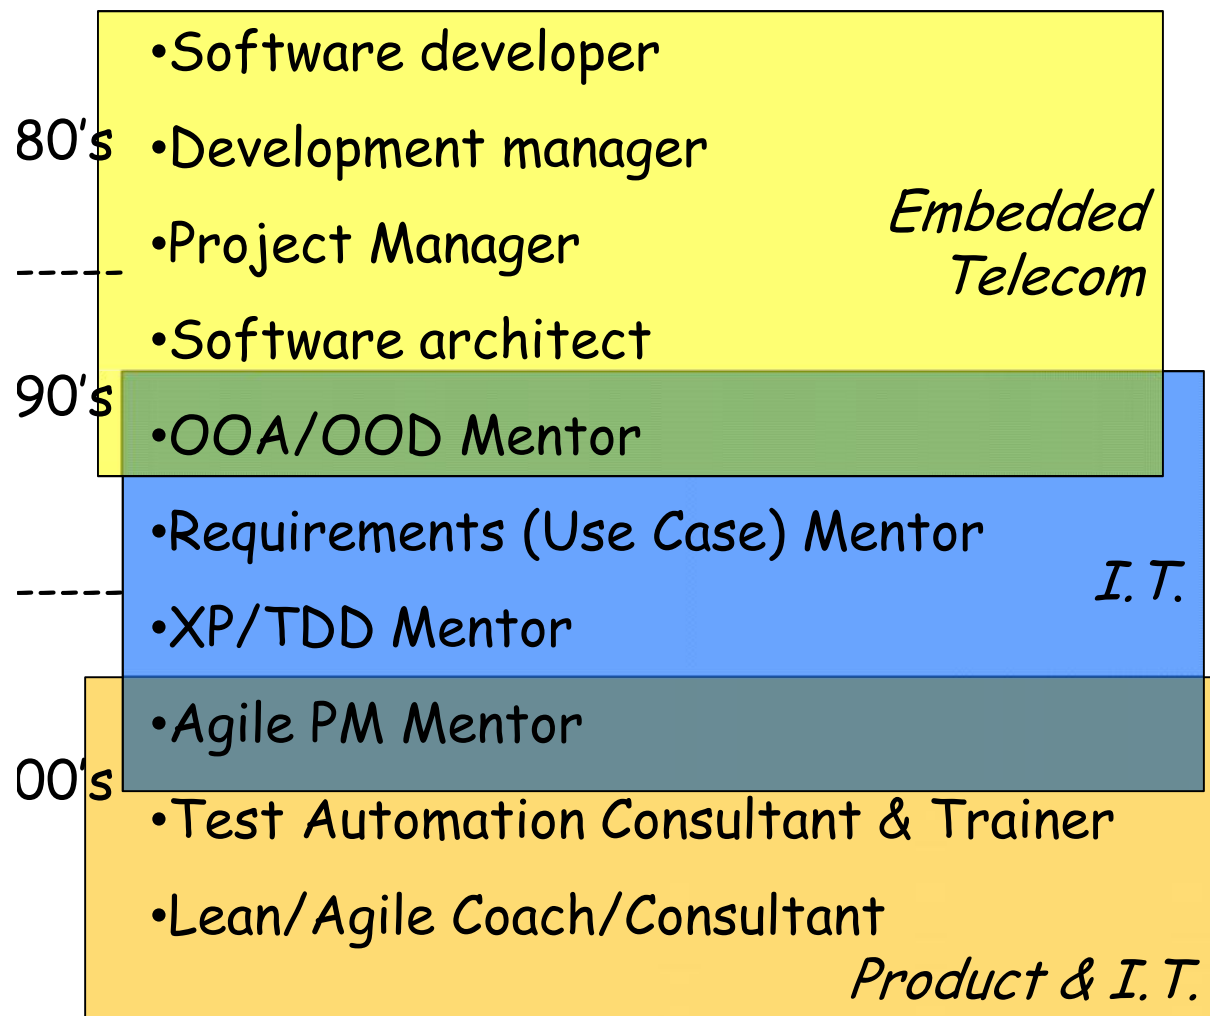 •Software developer
80's
•Development manager
Embedded
Telecom
•Project Manager
•Software architect
90's
•OOA/OOD Mentor
•Requirements (Use Case) Mentor
I.T.
•XP/TDD Mentor
•Agile PM Mentor
00's
•Test Automation Consultant & Trainer
•Lean/Agile Coach/Consultant
Product & I.T.